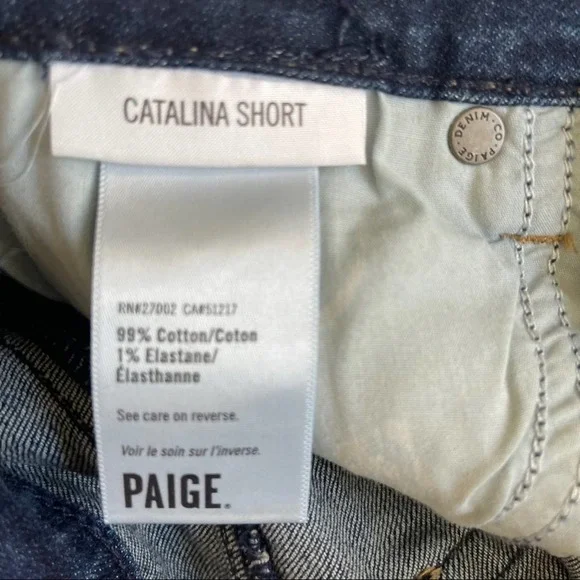 CATALINA SHORT
DENIM·CO·PAIGE·
RN#27002 CA#51217
99% Cotton/Coton
1% Elastane/
Élasthanne
See care on reverse.
Voir le soin sur l'inverse.
PAIGE®